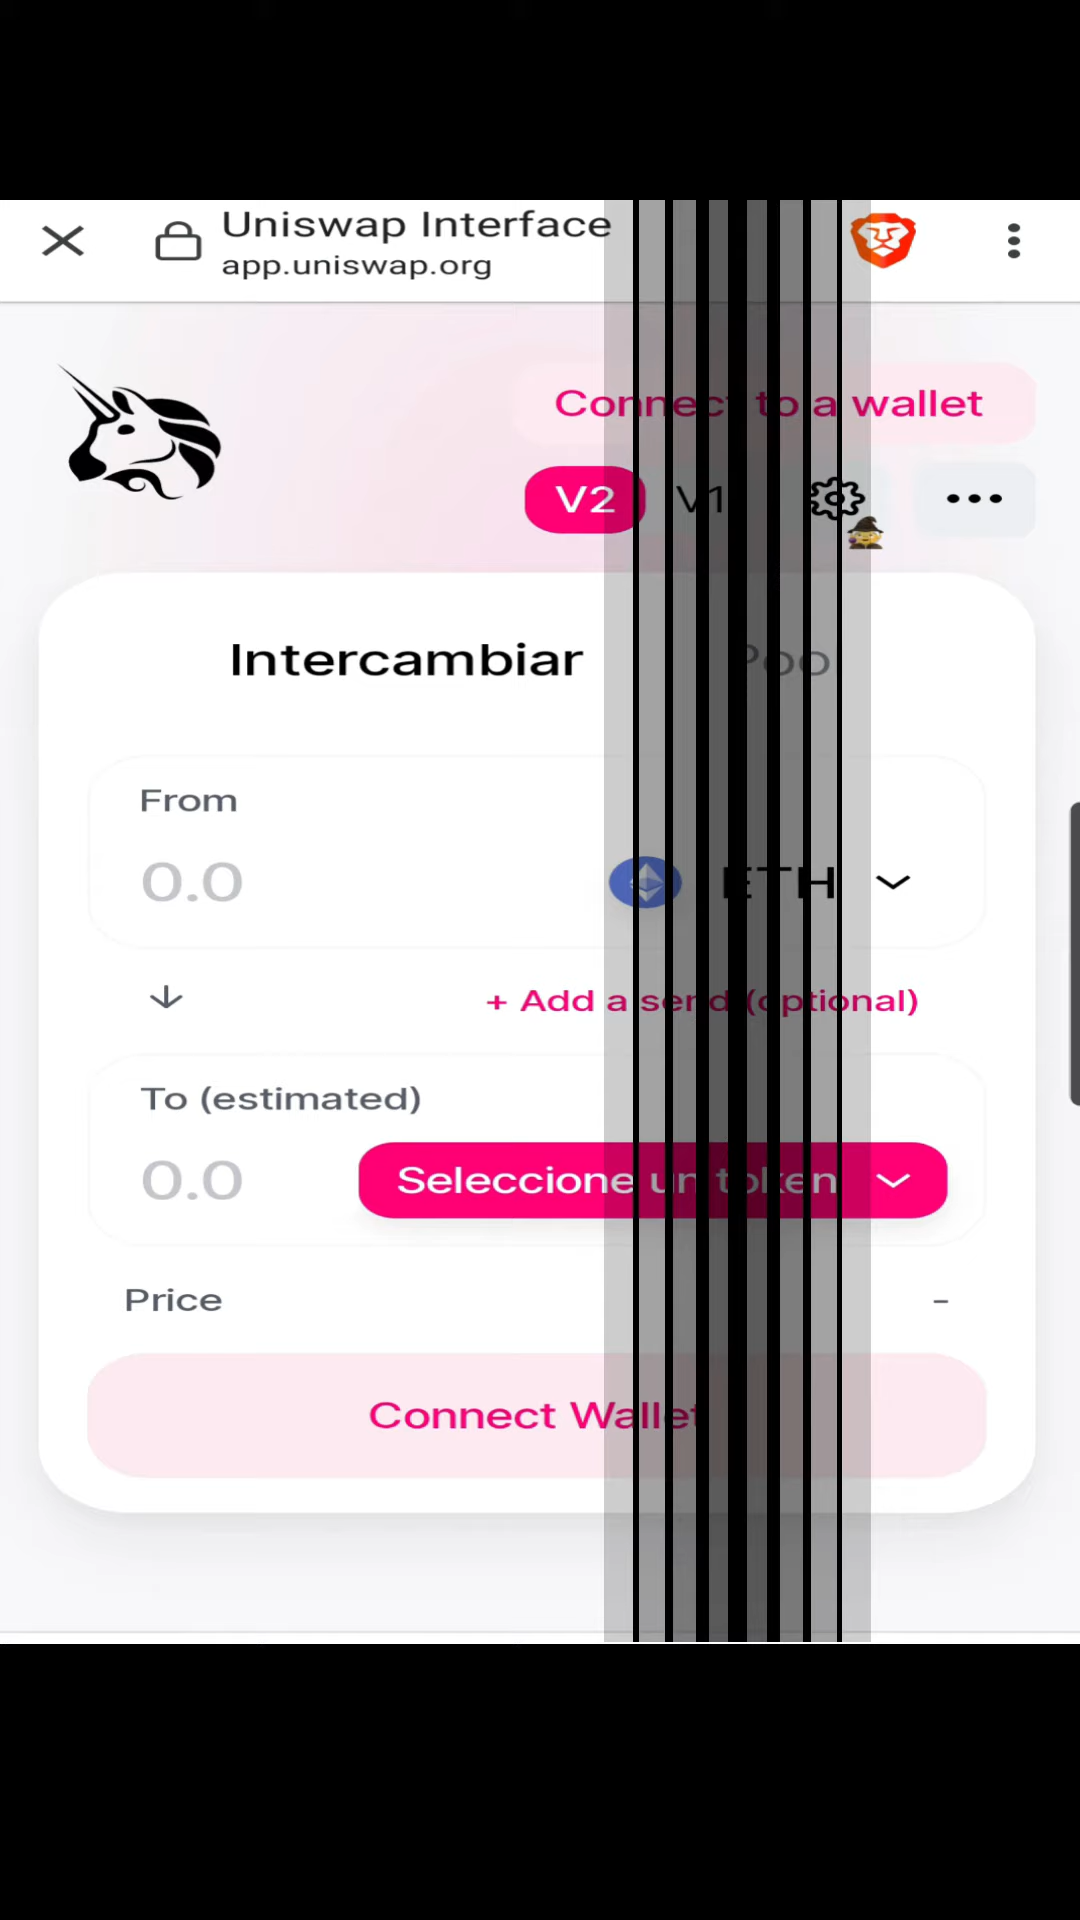 Uniswap Interface
app.uniswap.org
Connect to a wallet
V2 V1
Intercambiar
From
0.0 ETH
+ Add a send (optional)
To (estimated)
0.0 Seleccione un token
Price -
Connect Wallet